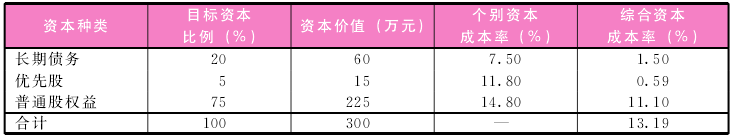 资本种类 目标资本比例（%） 资本价值（万元） 个别资本成本率（%） 综合资本成本率（%）
长期债务 20 60 7.50 1.50
优先股 5 15 11.80 0.59
普通股权益 75 225 14.80 11.10
合计 100 300 — 13.19